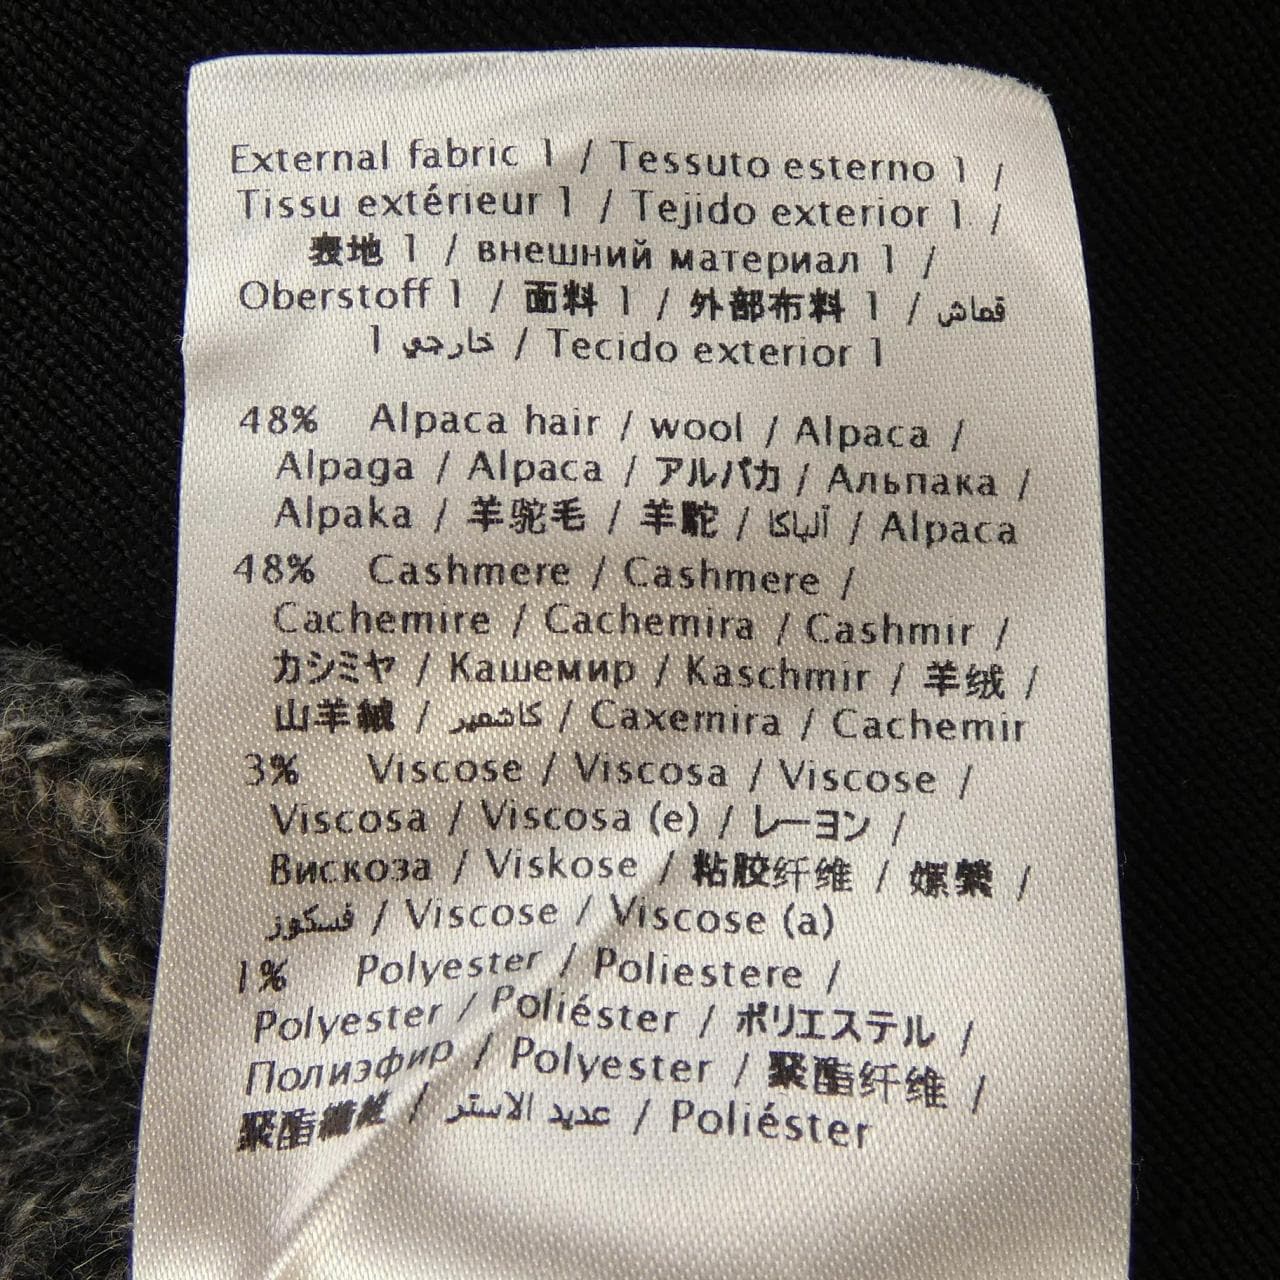 External fabric 1 / Tessuto esterno 1 /
Tissu extérieur 1 / Tejido exterior 1 /
表地 1 / внешний материал 1 /
Oberstoff 1 / 面料 1 / 外部布料 1 / قماش
خارجي 1 / Tecido exterior 1
48% Alpaca hair / wool / Alpaca /
Alpaga / Alpaca / アルパカ / Альпака /
Alpaka / 羊驼毛 / 羊駝 / ألباكا / Alpaca
48% Cashmere / Cashmere /
Cachemire / Cachemira / Cashmir /
カシミヤ / Кашемир / Kaschmir / 羊绒 /
山羊絨 / كاشمير / Caxemira / Cachemir
3% Viscose / Viscosa / Viscose /
Viscosa / Viscosa (e) / レーヨン /
Вискоза / Viskose / 粘胶纤维 / 嫘縈 /
فسكوز / Viscose / Viscose (a)
1% Polyester / Poliestere /
Polyester / Poliéster / ポリエステル /
Полиэфир / Polyester / 聚酯纤维 /
聚酯纖維 / عديد الاستر / Poliéster